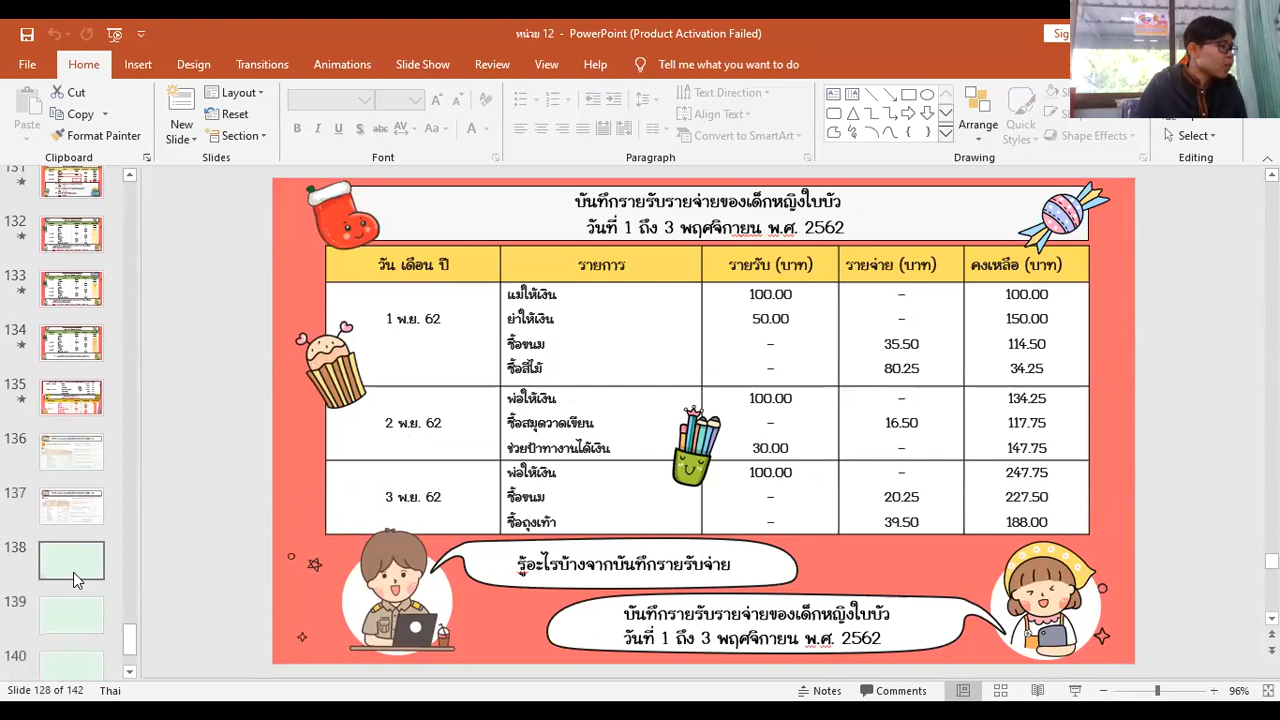 หน่วย 12 - PowerPoint (Product Activation Failed)
Sig
File Home Insert Design Transitions Animations Slide Show Review View Help Tell me what you want to do
Paste
Cut
Copy
Format Painter
Clipboard
New Slide
Layout
Reset
Section
Slides
B I U S abc AV Aa A
Font
Text Direction
Align Text
Convert to SmartArt
Paragraph
Arrange
Quick Styles
Sh
Shape Effects
Drawing
Select
Editing
131
132
133
134
135
136
137
138
139
140
บันทึกรายรับรายจ่ายของเด็กหญิงใบบัว
วันที่ 1 ถึง 3 พฤศจิกายน พ.ศ. 2562
วัน เดือน ปี รายการ รายรับ (บาท) รายจ่าย (บาท) คงเหลือ (บาท)
แม่ให้เงิน 100.00 - 100.00
1 พ.ย. 62 ย่าให้เงิน 50.00 - 150.00
ซื้อขนม - 35.50 114.50
ซื้อสีไม้ - 80.25 34.25
พ่อให้เงิน 100.00 - 134.25
2 พ.ย. 62 ซื้อสมุดวาดเขียน 16.50 117.75
ช่วยป้าทางานได้เงิน 30.00 - 147.75
พ่อให้เงิน 100.00 - 247.75
3 พ.ย. 62 ซื้อขนม - 20.25 227.50
ซื้อถุงเท้า - 39.50 188.00
รู้อะไรบ้างจากบันทึกรายรับจ่าย
บันทึกรายรับรายจ่ายของเด็กหญิงใบบัว
วันที่ 1 ถึง 3 พฤศจิกายน พ.ศ. 2562
Slide 128 of 142 Thai Notes Comments 96%